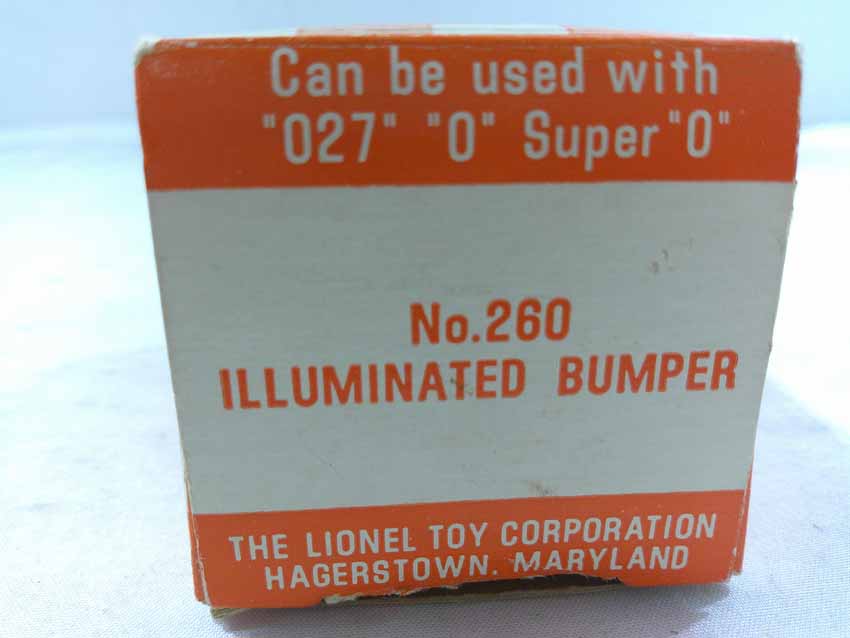 Can be used with
"027" "0" Super "0"
No.260
ILLUMINATED BUMPER
THE LIONEL TOY CORPORATION
HAGERSTOWN. MARYLAND